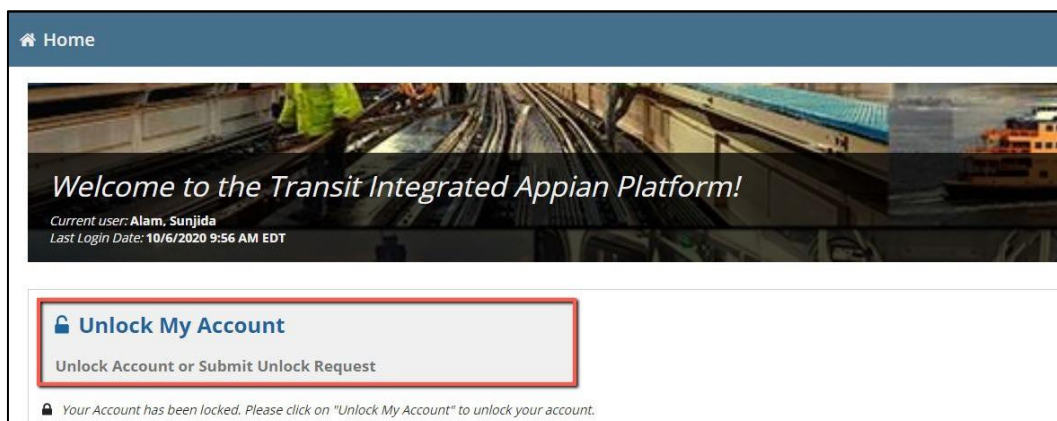 Home
Welcome to the Transit Integrated Appian Platform!
Current user: Alam, Sunjida
Last Login Date: 10/6/2020 9:56 AM EDT
Unlock My Account
Unlock Account or Submit Unlock Request
Your Account has been locked. Please click on "Unlock My Account" to unlock your account.